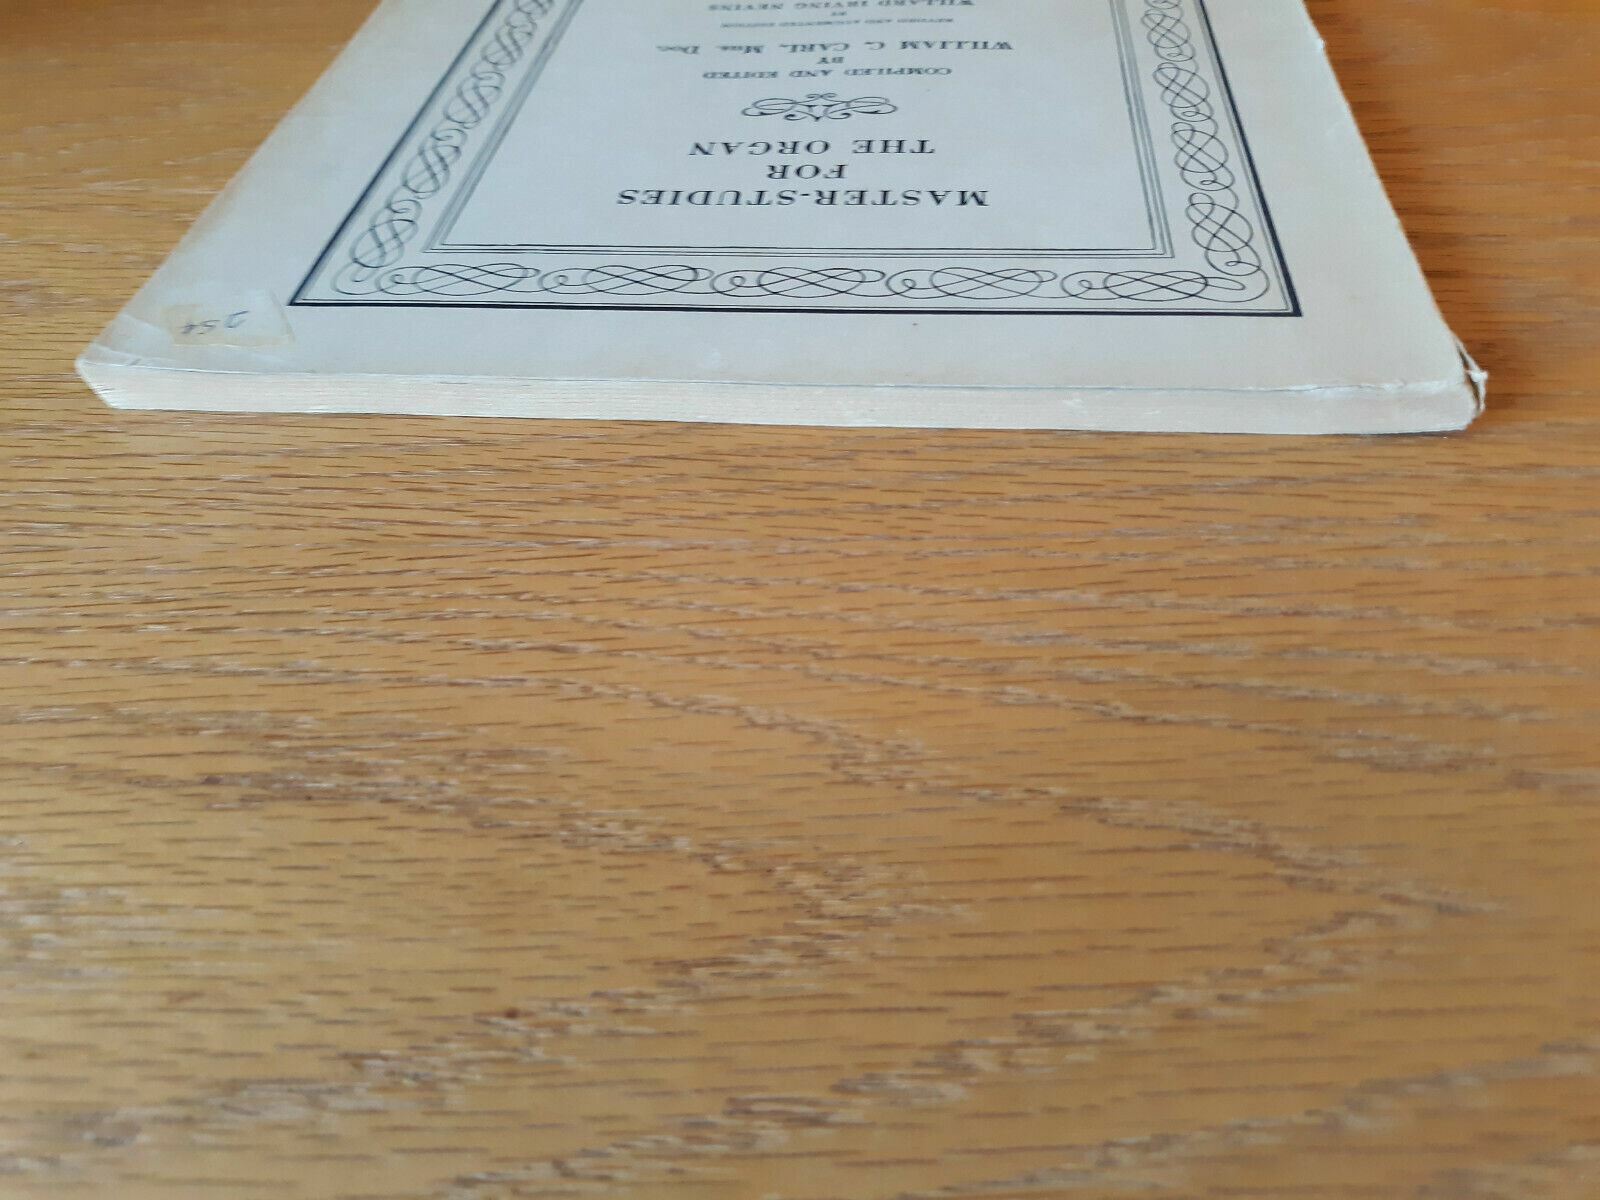 MASTER-STUDIES
FOR
THE ORGAN
COMPILED AND EDITED
BY
WILLIAM C. CARL, Mus. Doc.
REVISED AND AUGMENTED EDITION
BY
WILLARD IRVING NEVINS
254